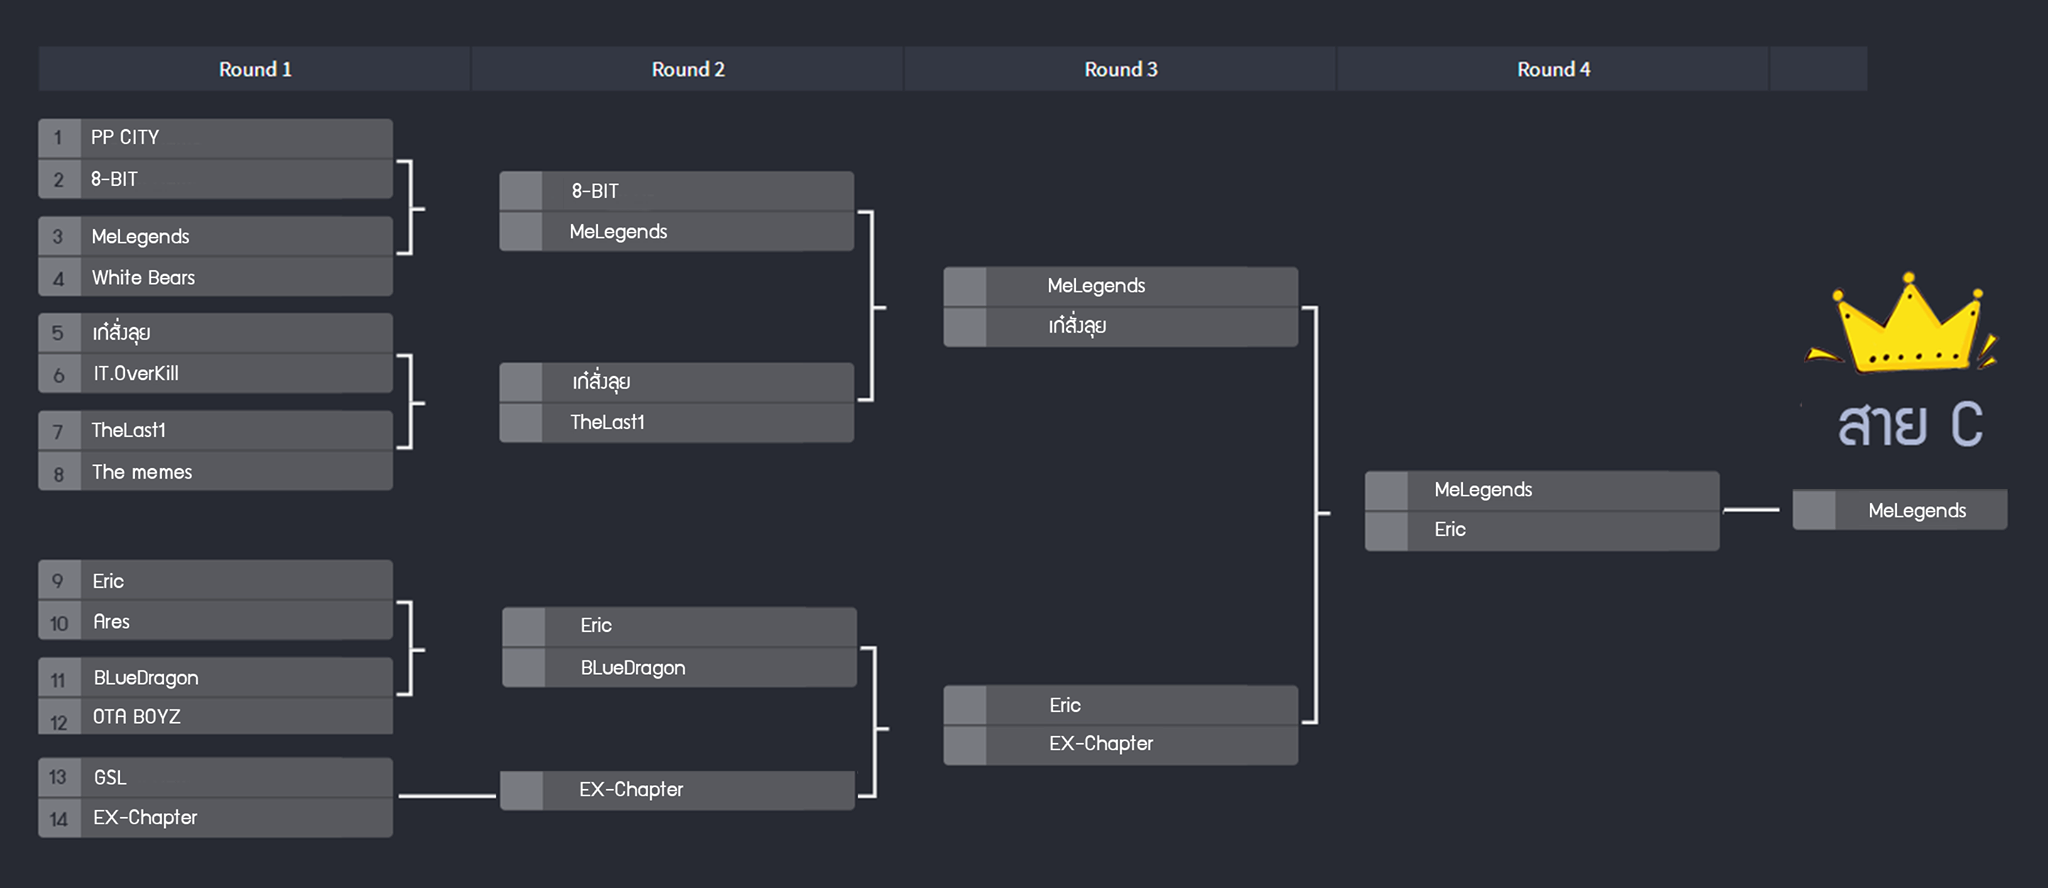 Round 1
Round 2
Round 3
Round 4
1 PP CITY
2 8-BIT
3 MeLegends
4 White Bears
5 เก๋สั่งลุย
6 IT.OverKill
7 TheLast1
8 The memes
9 Eric
10 Ares
11 BLueDragon
12 OTA BOYZ
13 GSL
14 EX-Chapter
8-BIT
MeLegends
เก๋สั่งลุย
TheLast1
Eric
BLueDragon
EX-Chapter
MeLegends
เก๋สั่งลุย
Eric
EX-Chapter
MeLegends
Eric
สาย C
MeLegends